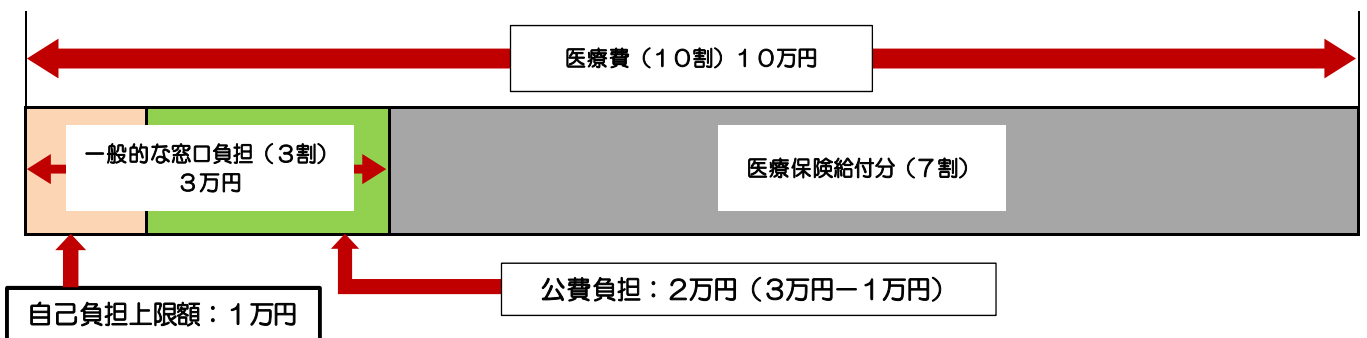 医療費（１０割）１０万円
一般的な窓口負担（３割）
３万円
医療保険給付分（７割）
公費負担：２万円（３万円－１万円）
自己負担上限額：１万円